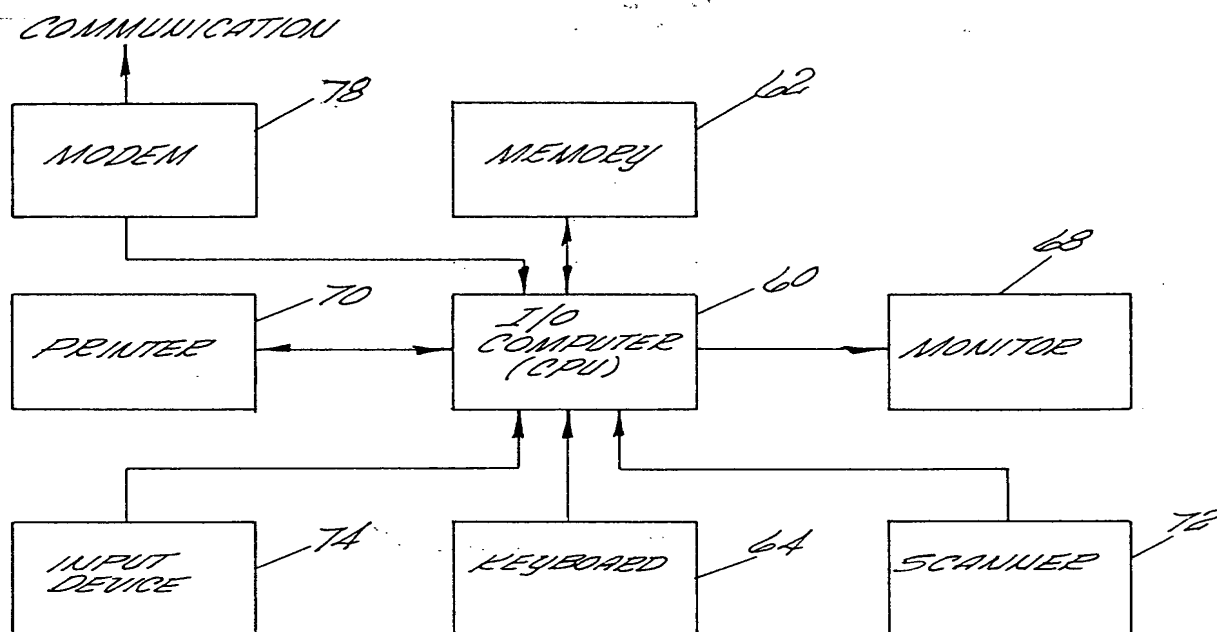 COMMUNICATION
78
MODEM
62
MEMORY
70
PRINTER
60
I/O
COMPUTER
(CPU)
68
MONITOR
74
INPUT
DEVICE
64
KEYBOARD
72
SCANNER